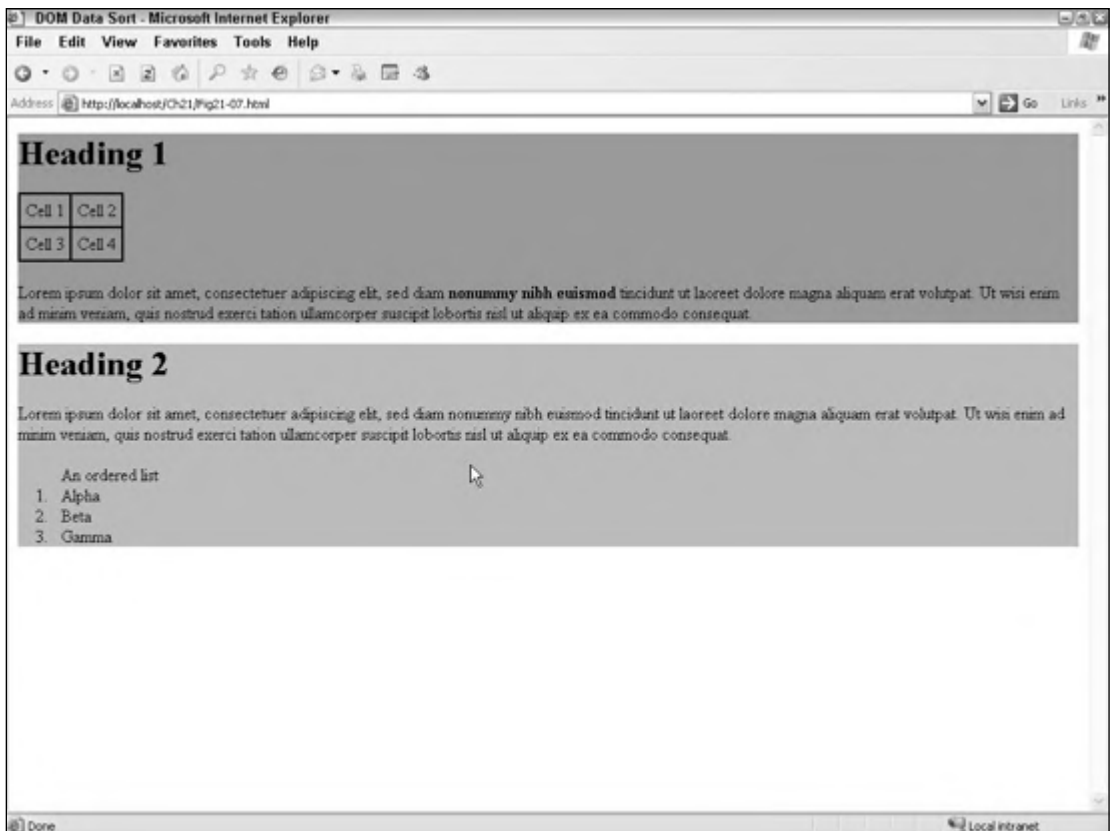 DOM Data Sort - Microsoft Internet Explorer
File Edit View Favorites Tools Help
Address http://localhost/Ch21/Fig21-07.html Go Links »
Heading 1
Cell 1 Cell 2
Cell 3 Cell 4
Lorem ipsum dolor sit amet, consectetuer adipiscing elit, sed diam nonummy nibh euismod tincidunt ut laoreet dolore magna aliquam erat volutpat. Ut wisi enim
ad minim veniam, quis nostrud exerci tation ullamcorper suscipit lobortis nisl ut aliquip ex ea commodo consequat.
Heading 2
Lorem ipsum dolor sit amet, consectetuer adipiscing elit, sed diam nonummy nibh euismod tincidunt ut laoreet dolore magna aliquam erat volutpat. Ut wisi enim ad
minim veniam, quis nostrud exerci tation ullamcorper suscipit lobortis nisl ut aliquip ex ea commodo consequat.
An ordered list
1. Alpha
2. Beta
3. Gamma
Done Local intranet